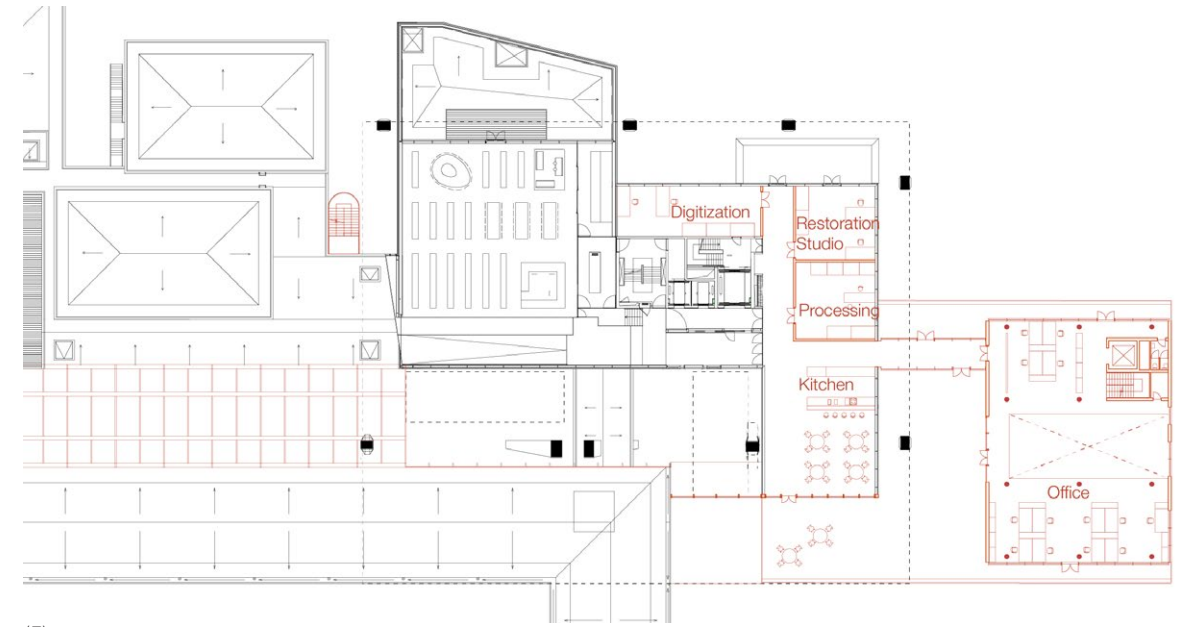 Digitization
Restoration
Studio
Processing
Kitchen
Office